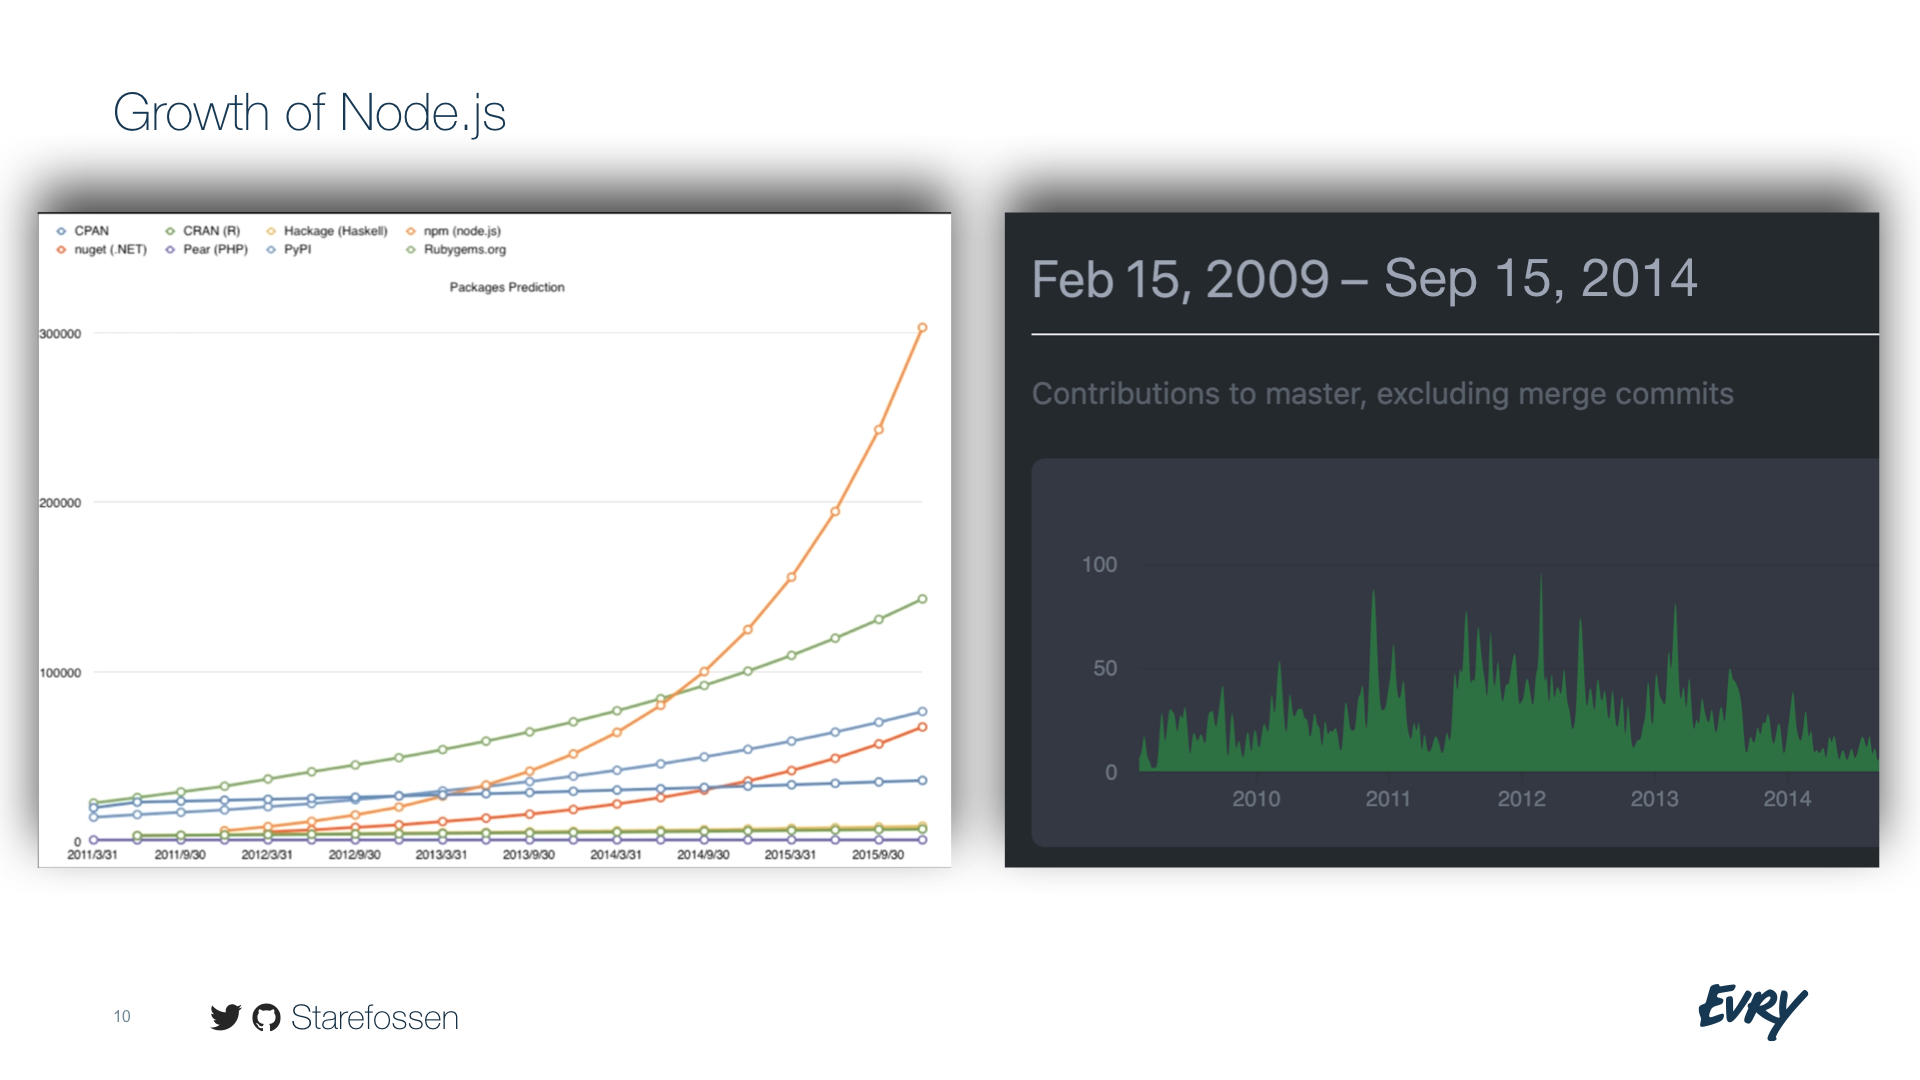 Growth of Node.js
CPAN CRAN (R) Hackage (Haskell) npm (node.js)
nuget (.NET) Pear (PHP) PyPI Rubygems.org
Packages Prediction
300000
200000
100000
0
2011/3/31 2011/9/30 2012/3/31 2012/9/30 2013/3/31 2013/9/30 2014/3/31 2014/9/30 2015/3/31 2015/9/30
Feb 15, 2009 – Sep 15, 2014
Contributions to master, excluding merge commits
100
50
0
2010 2011 2012 2013 2014
10 Starefossen
EVRY